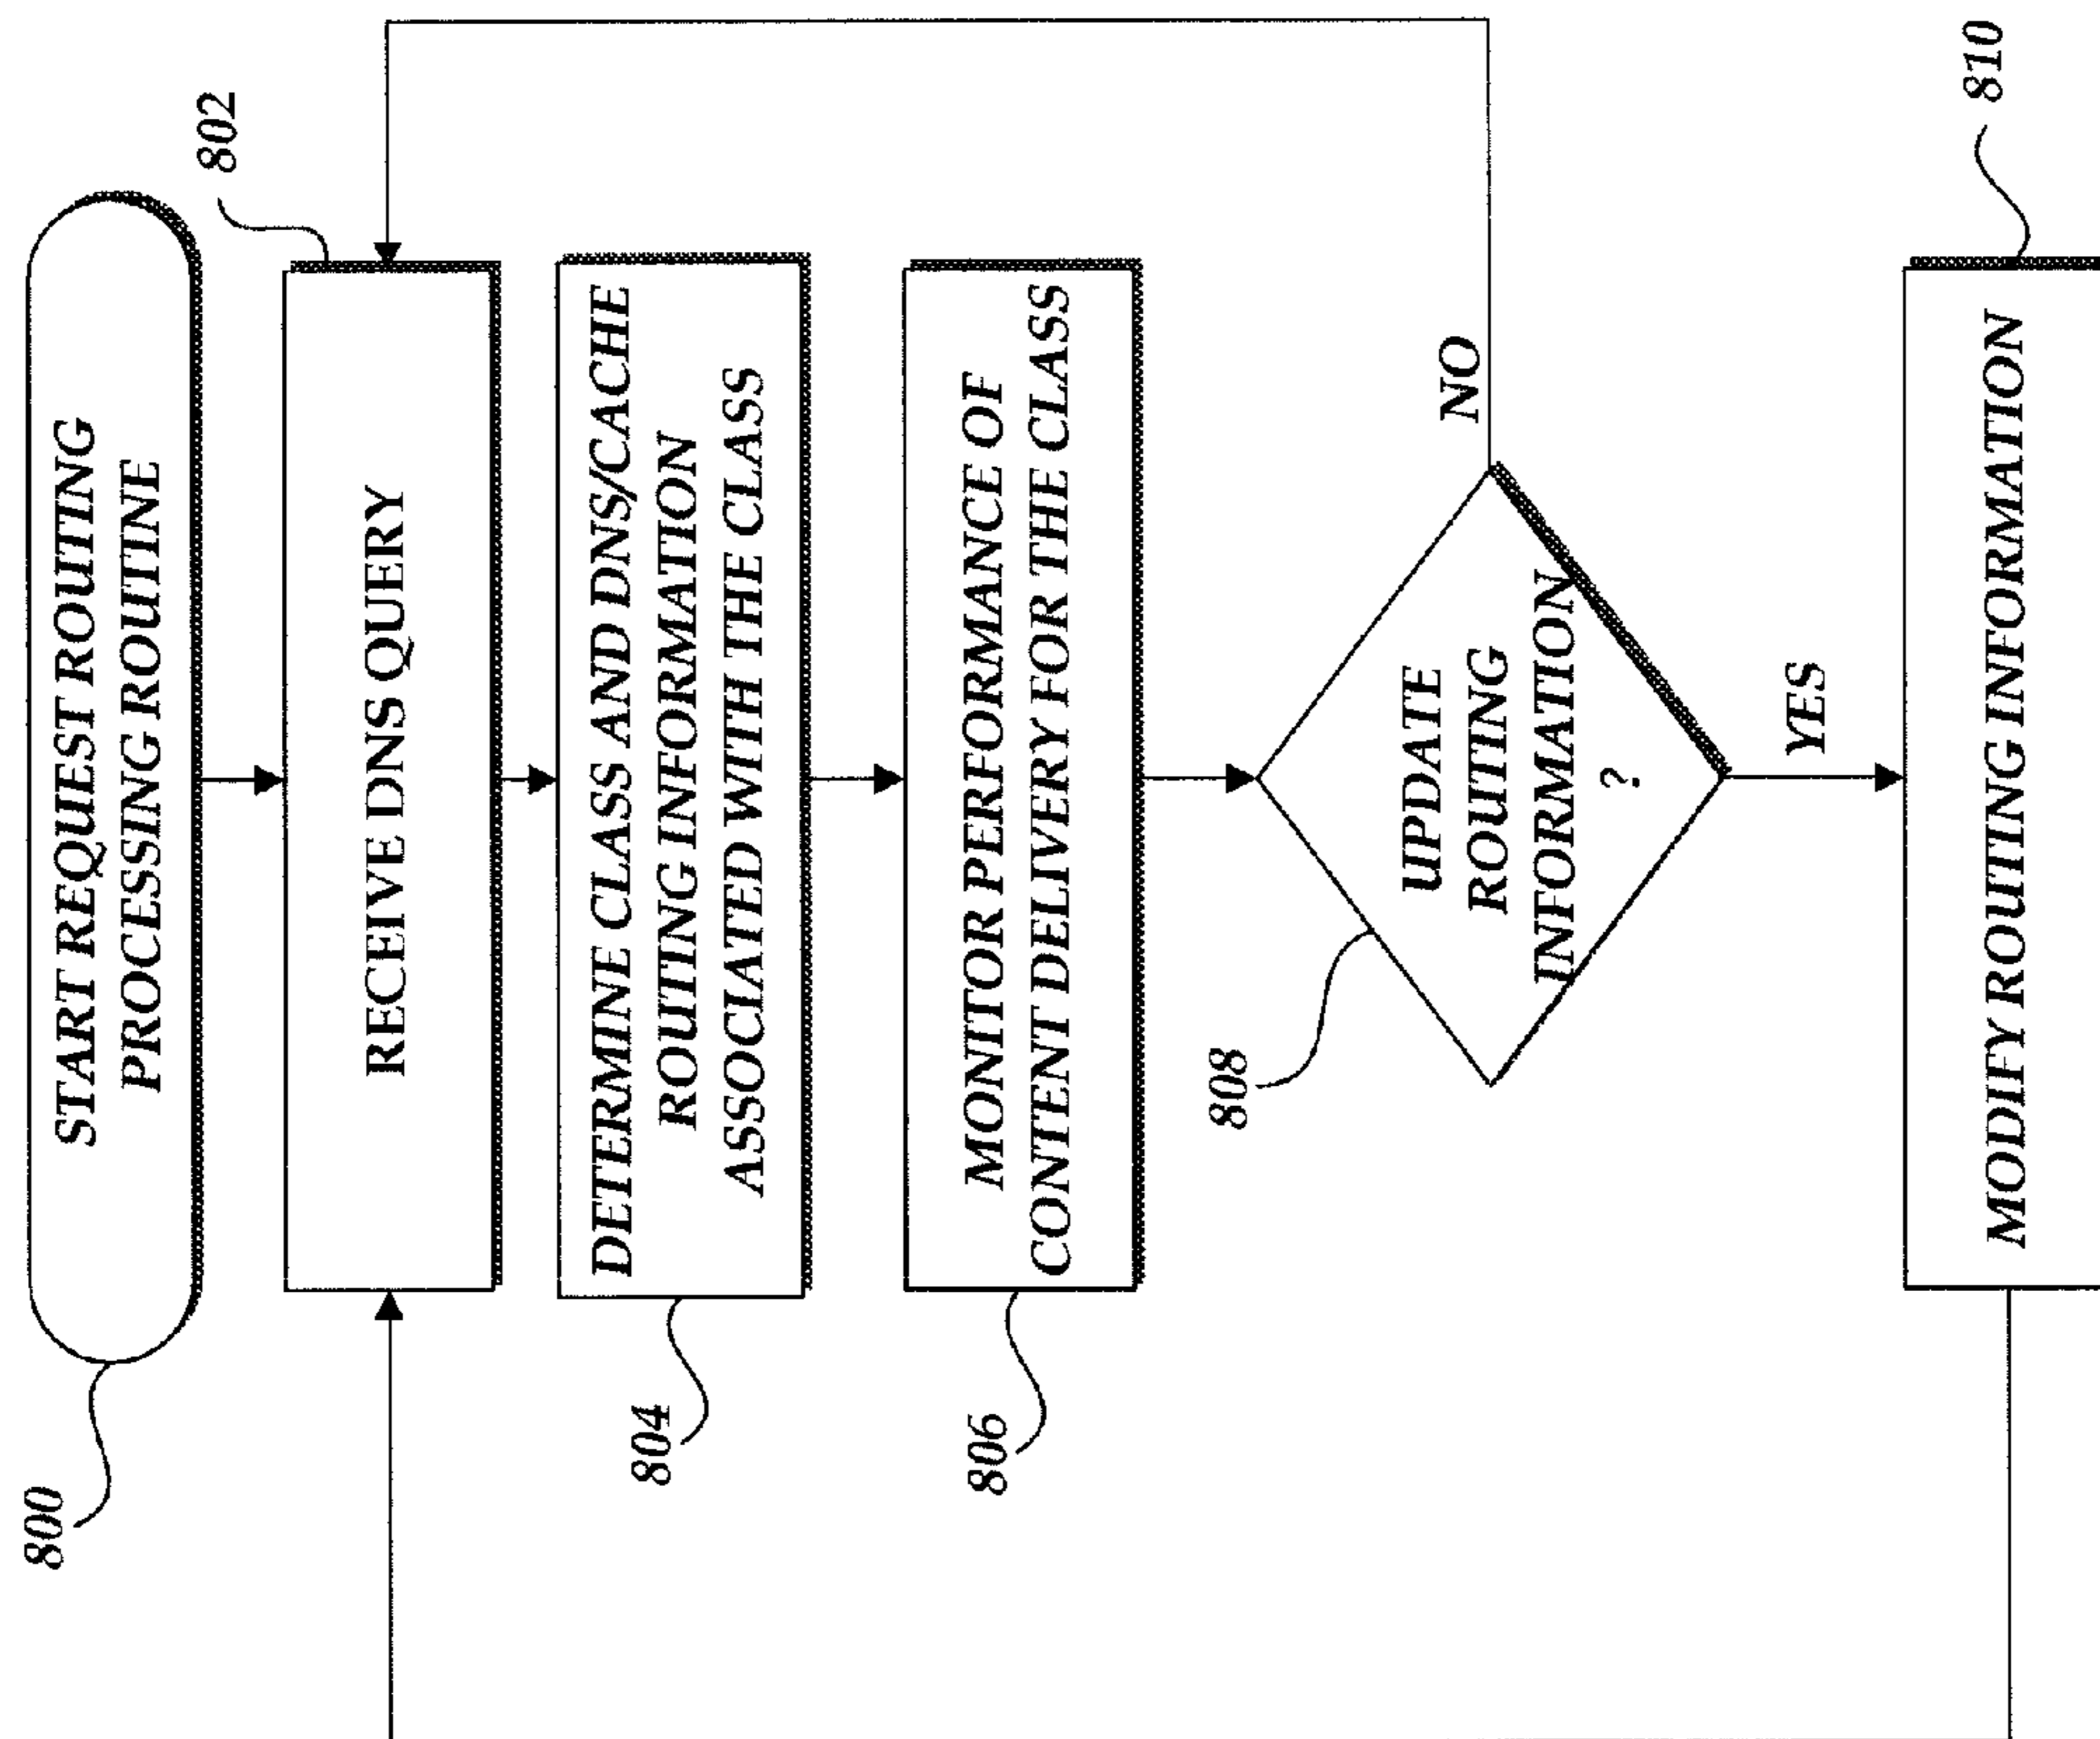 800
START REQUEST ROUTING
PROCESSING ROUTINE
802
RECEIVE DNS QUERY
804
DETERMINE CLASS AND DNS/CACHE
ROUTING INFORMATION
ASSOCIATED WITH THE CLASS
806
MONITOR PERFORMANCE OF
CONTENT DELIVERY FOR THE CLASS
808
UPDATE
ROUTING
INFORMATION
?
NO
YES
MODIFY ROUTING INFORMATION
810